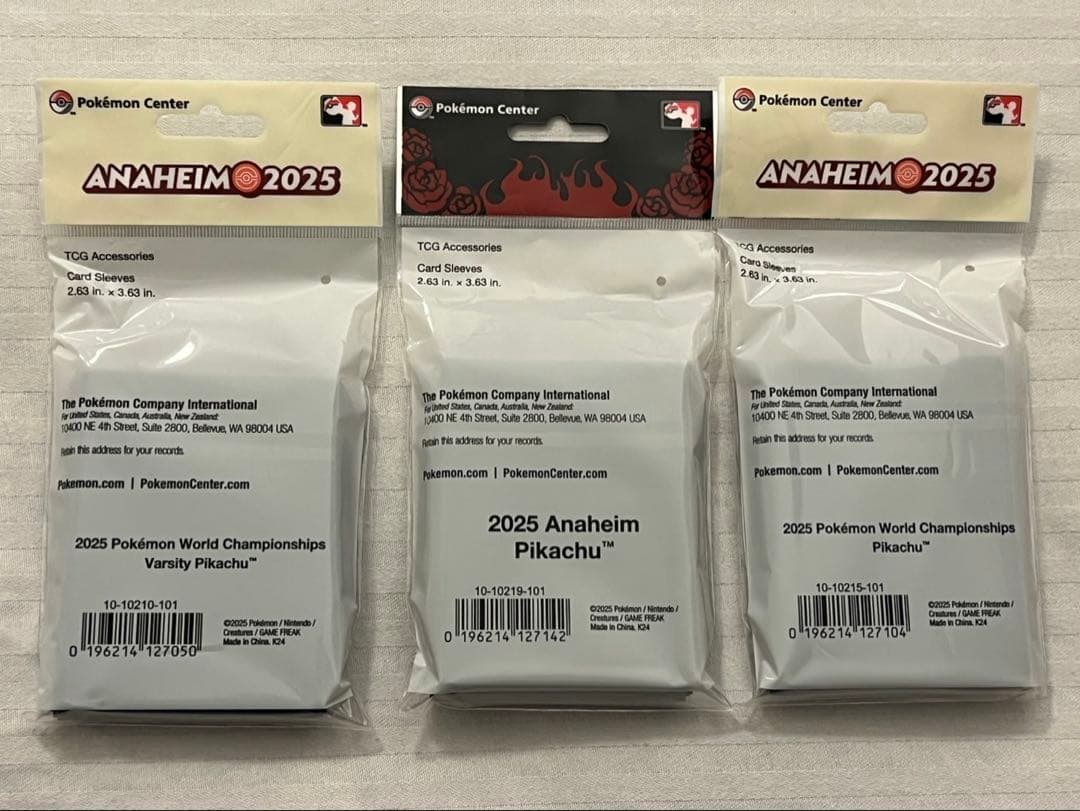 Pokémon Center
ANAHEIM 2025
TCG Accessories
Card Sleeves
2.63 in. x 3.63 in.
The Pokémon Company International
For United States, Canada, Australia, New Zealand:
10400 NE 4th Street, Suite 2800, Bellevue, WA 98004 USA
Retain this address for your records.
Pokemon.com | PokemonCenter.com
2025 Pokémon World Championships
Varsity Pikachu™
10-10210-101
0 196214 127050
©2025 Pokémon / Nintendo /
Creatures / GAME FREAK
Made in China. K24
Pokémon Center
TCG Accessories
Card Sleeves
2.63 in. x 3.63 in.
The Pokémon Company International
For United States, Canada, Australia, New Zealand:
10400 NE 4th Street, Suite 2800, Bellevue, WA 98004 USA
Retain this address for your records.
Pokemon.com | PokemonCenter.com
2025 Anaheim
Pikachu™
10-10219-101
0 196214 127142
©2025 Pokémon / Nintendo /
Creatures / GAME FREAK
Made in China. K24
Pokémon Center
ANAHEIM 2025
TCG Accessories
Card Sleeves
2.63 in. x 3.63 in.
The Pokémon Company International
For United States, Canada, Australia, New Zealand:
10400 NE 4th Street, Suite 2800, Bellevue, WA 98004 USA
Retain this address for your records.
Pokemon.com | PokemonCenter.com
2025 Pokémon World Championships
Pikachu™
10-10215-101
0 196214 127104
©2025 Pokémon / Nintendo /
Creatures / GAME FREAK
Made in China. K24